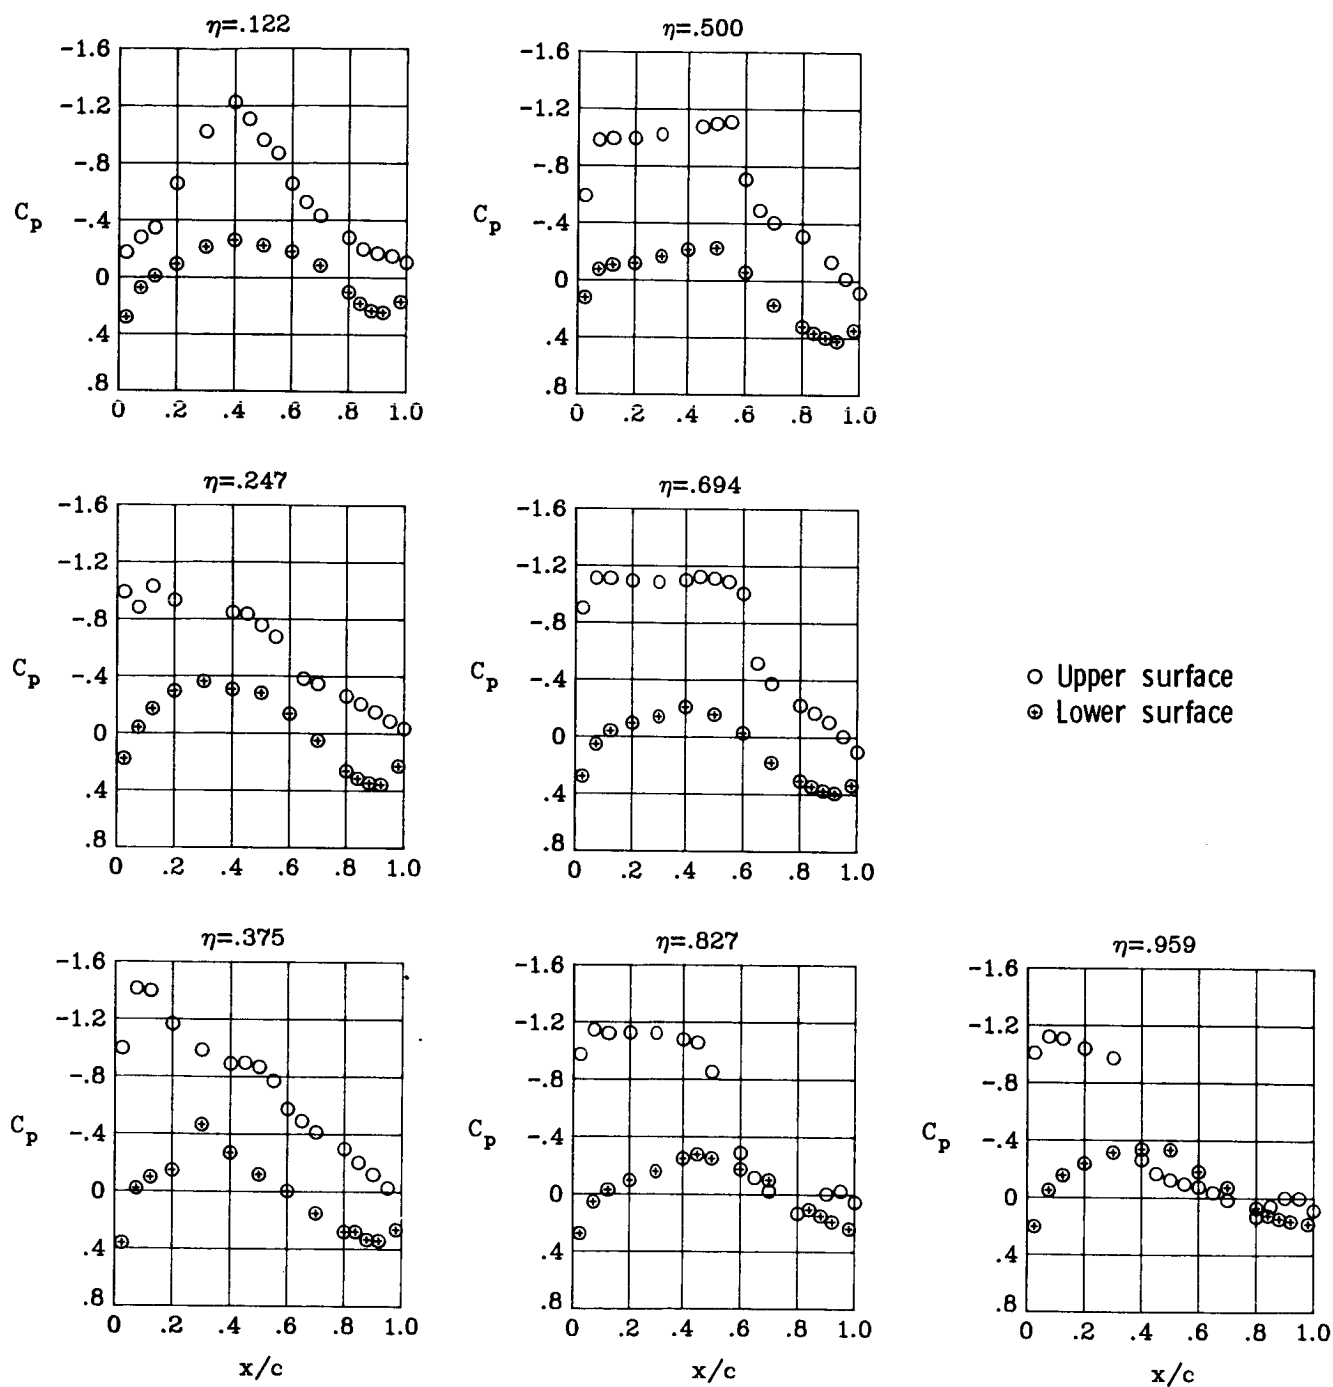 η=.122
-1.6
-1.2
-.8
-.4
0
.4
.8
C_p
0 .2 .4 .6 .8 1.0
η=.500
-1.6
-1.2
-.8
-.4
0
.4
.8
C_p
0 .2 .4 .6 .8 1.0
η=.247
-1.6
-1.2
-.8
-.4
0
.4
.8
C_p
0 .2 .4 .6 .8 1.0
η=.694
-1.6
-1.2
-.8
-.4
0
.4
.8
C_p
0 .2 .4 .6 .8 1.0
Upper surface
Lower surface
η=.375
-1.6
-1.2
-.8
-.4
0
.4
.8
C_p
0 .2 .4 .6 .8 1.0
x/c
η=.827
-1.6
-1.2
-.8
-.4
0
.4
.8
C_p
0 .2 .4 .6 .8 1.0
x/c
η=.959
-1.6
-1.2
-.8
-.4
0
.4
.8
C_p
0 .2 .4 .6 .8 1.0
x/c